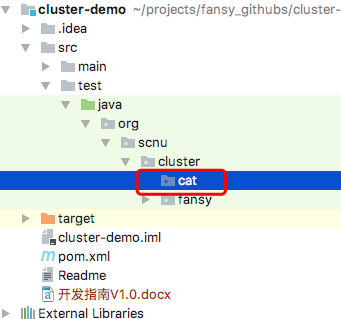 cluster-demo ~/projects/fansy_githubs/cluster-
.idea
src
main
test
java
org
scnu
cluster
cat
fansy
target
cluster-demo.iml
pom.xml
Readme
开发指南V1.0.docx
External Libraries